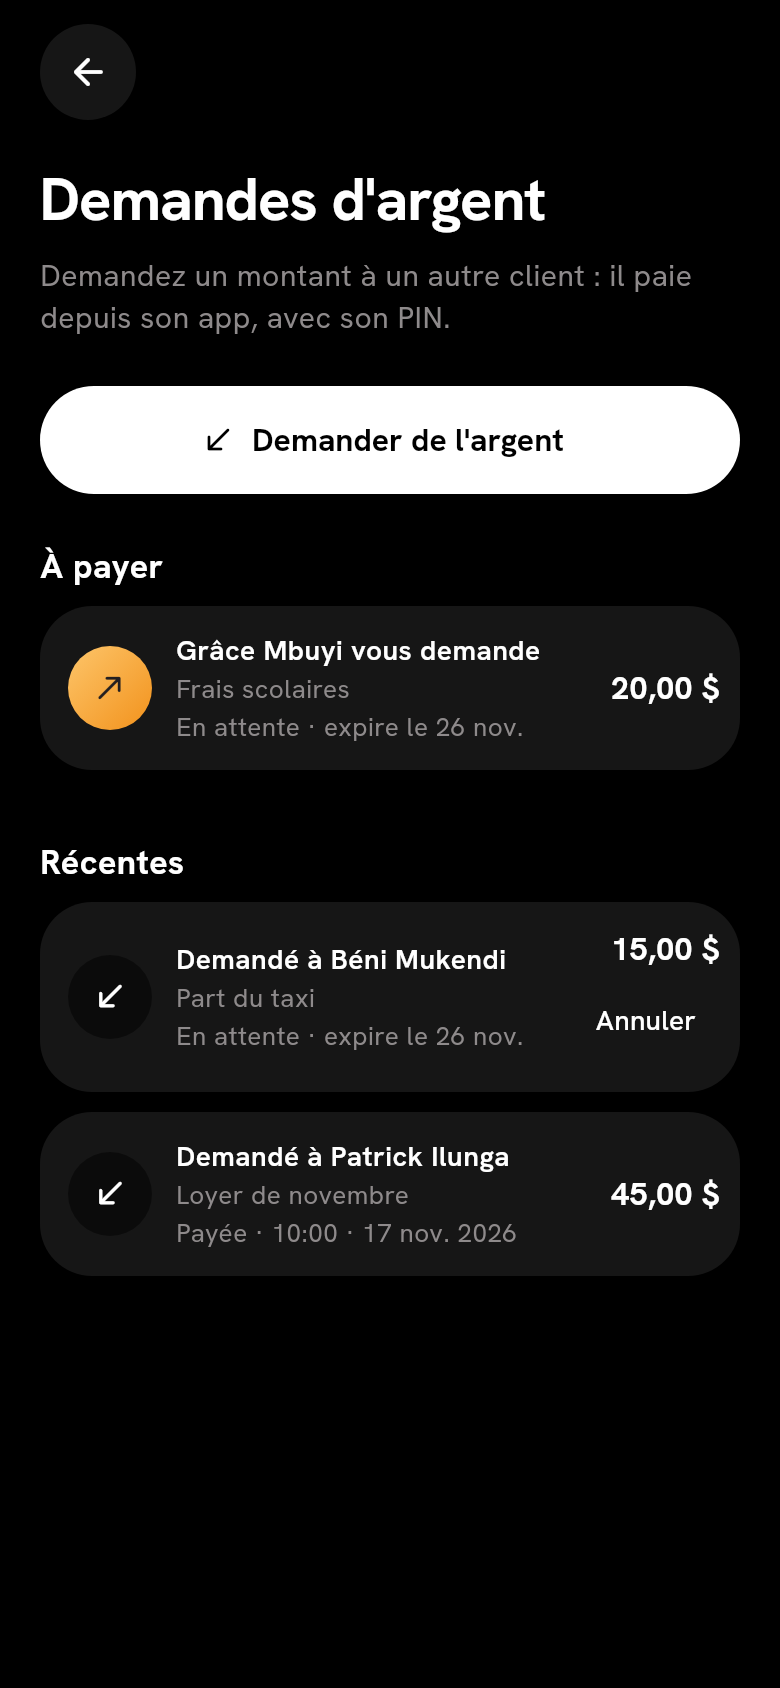 Demandes d'argent
Demandez un montant à un autre client : il paie
depuis son app, avec son PIN.
Demander de l'argent
À payer
Grâce Mbuyi vous demande
Frais scolaires
En attente · expire le 26 nov.
20,00 $
Récentes
Demandé à Béni Mukendi
Part du taxi
En attente · expire le 26 nov.
15,00 $
Annuler
Demandé à Patrick Ilunga
Loyer de novembre
Payée · 10:00 · 17 nov. 2026
45,00 $